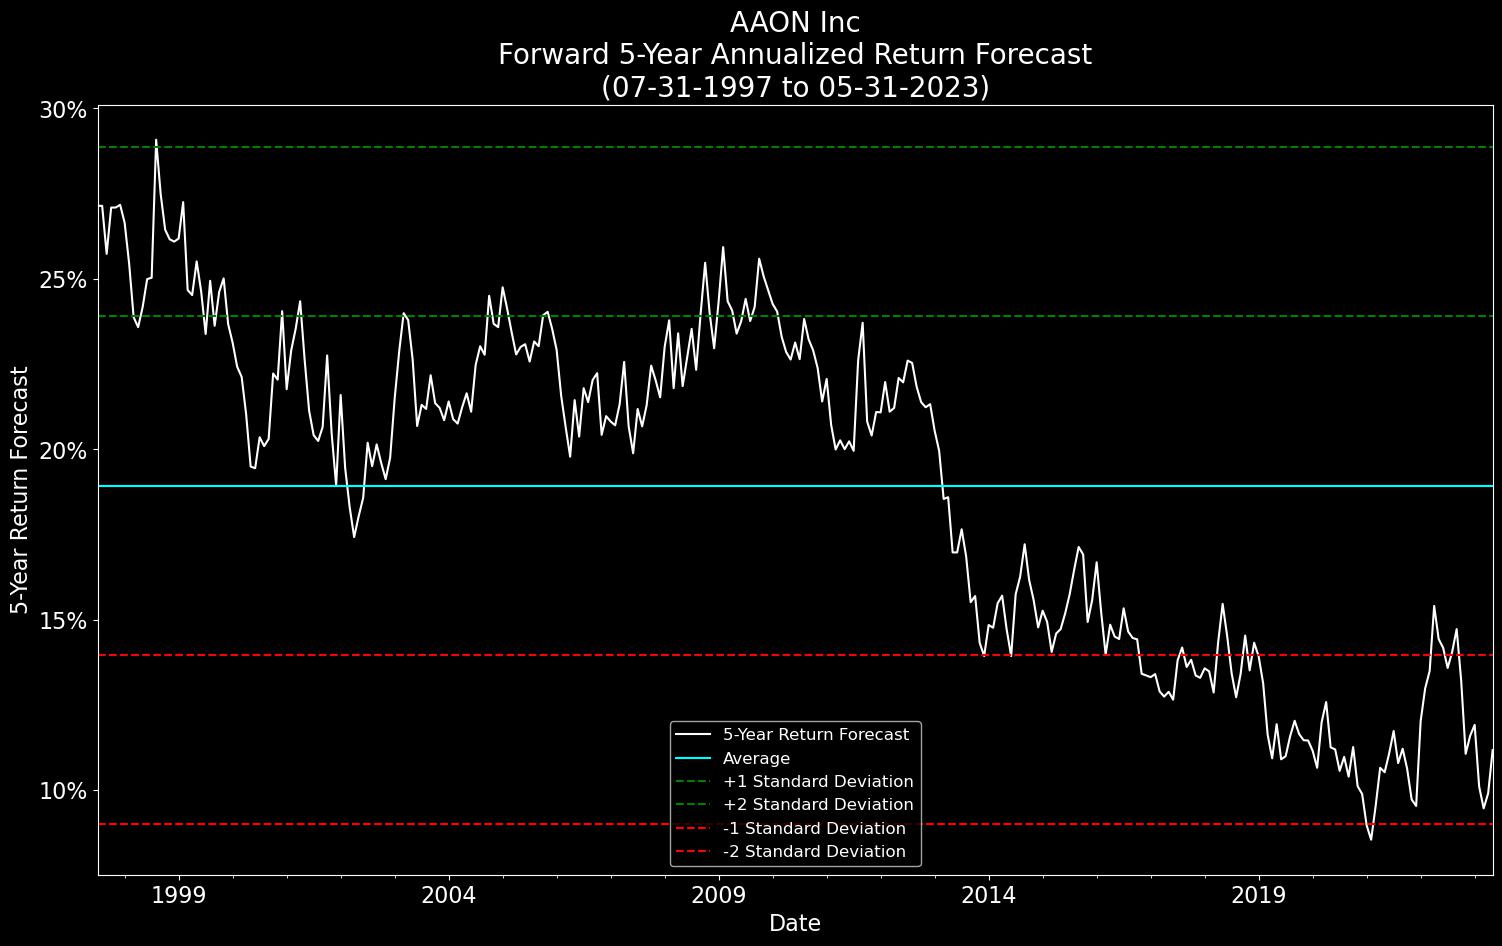 AAON Inc
Forward 5-Year Annualized Return Forecast
(07-31-1997 to 05-31-2023)
30%
25%
20%
15%
10%
5-Year Return Forecast
5-Year Return Forecast
Average
+1 Standard Deviation
+2 Standard Deviation
-1 Standard Deviation
-2 Standard Deviation
1999
2004
2009
2014
2019
Date